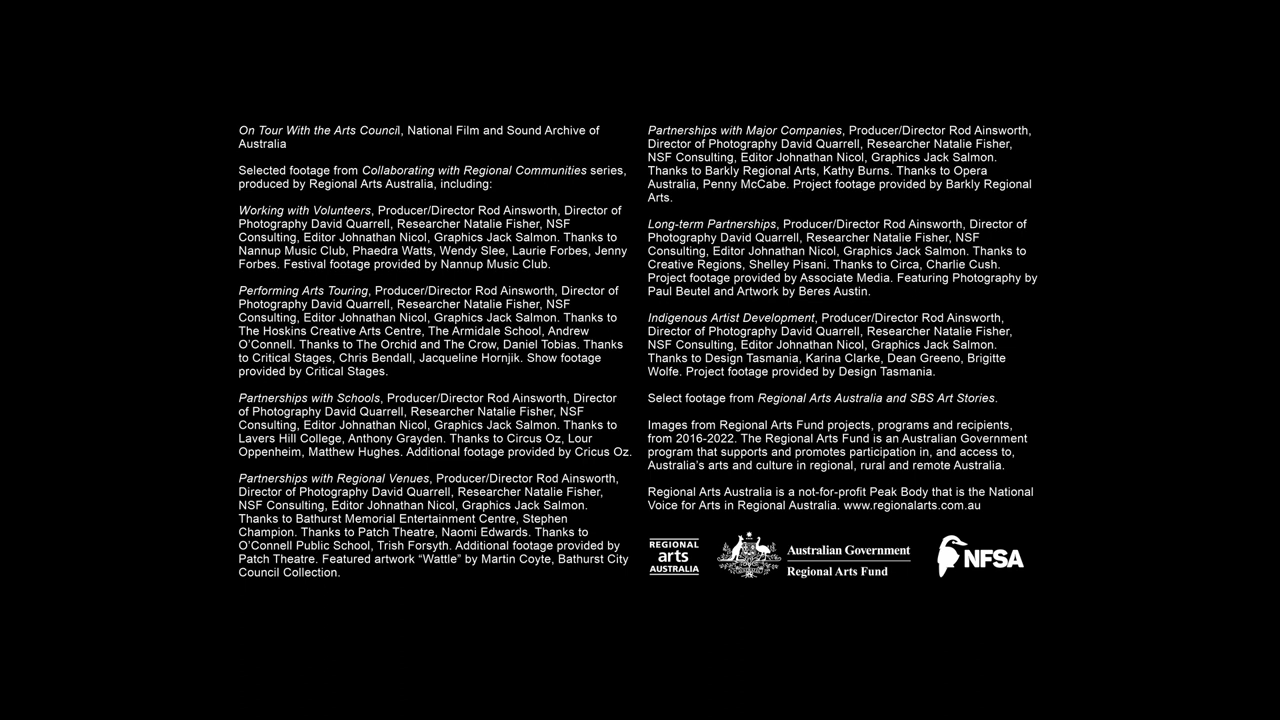 On Tour With the Arts Council, National Film and Sound Archive of
Australia
Selected footage from Collaborating with Regional Communities series,
produced by Regional Arts Australia, including:
Working with Volunteers, Producer/Director Rod Ainsworth, Director of
Photography David Quarrell, Researcher Natalie Fisher, NSF
Consulting, Editor Johnathan Nicol, Graphics Jack Salmon. Thanks to
Nannup Music Club, Phaedra Watts, Wendy Slee, Laurie Forbes, Jenny
Forbes. Festival footage provided by Nannup Music Club.
Performing Arts Touring, Producer/Director Rod Ainsworth, Director of
Photography David Quarrell, Researcher Natalie Fisher, NSF
Consulting, Editor Johnathan Nicol, Graphics Jack Salmon. Thanks to
The Hoskins Creative Arts Centre, The Armidale School, Andrew
O’Connell. Thanks to The Orchid and The Crow, Daniel Tobias. Thanks
to Critical Stages, Chris Bendall, Jacqueline Hornjik. Show footage
provided by Critical Stages.
Partnerships with Schools, Producer/Director Rod Ainsworth, Director
of Photography David Quarrell, Researcher Natalie Fisher, NSF
Consulting, Editor Johnathan Nicol, Graphics Jack Salmon. Thanks to
Lavers Hill College, Anthony Grayden. Thanks to Circus Oz, Lour
Oppenheim, Matthew Hughes. Additional footage provided by Cricus Oz.
Partnerships with Regional Venues, Producer/Director Rod Ainsworth,
Director of Photography David Quarrell, Researcher Natalie Fisher,
NSF Consulting, Editor Johnathan Nicol, Graphics Jack Salmon.
Thanks to Bathurst Memorial Entertainment Centre, Stephen
Champion. Thanks to Patch Theatre, Naomi Edwards. Thanks to
O’Connell Public School, Trish Forsyth. Additional footage provided by
Patch Theatre. Featured artwork “Wattle” by Martin Coyte, Bathurst City
Council Collection.
Partnerships with Major Companies, Producer/Director Rod Ainsworth,
Director of Photography David Quarrell, Researcher Natalie Fisher,
NSF Consulting, Editor Johnathan Nicol, Graphics Jack Salmon.
Thanks to Barkly Regional Arts, Kathy Burns. Thanks to Opera
Australia, Penny McCabe. Project footage provided by Barkly Regional
Arts.
Long-term Partnerships, Producer/Director Rod Ainsworth, Director of
Photography David Quarrell, Researcher Natalie Fisher, NSF
Consulting, Editor Johnathan Nicol, Graphics Jack Salmon. Thanks to
Creative Regions, Shelley Pisani. Thanks to Circa, Charlie Cush.
Project footage provided by Associate Media. Featuring Photography by
Paul Beutel and Artwork by Beres Austin.
Indigenous Artist Development, Producer/Director Rod Ainsworth,
Director of Photography David Quarrell, Researcher Natalie Fisher,
NSF Consulting, Editor Johnathan Nicol, Graphics Jack Salmon.
Thanks to Design Tasmania, Karina Clarke, Dean Greeno, Brigitte
Wolfe. Project footage provided by Design Tasmania.
Select footage from Regional Arts Australia and SBS Art Stories.
Images from Regional Arts Fund projects, programs and recipients,
from 2016-2022. The Regional Arts Fund is an Australian Government
program that supports and promotes participation in, and access to,
Australia’s arts and culture in regional, rural and remote Australia.
Regional Arts Australia is a not-for-profit Peak Body that is the National
Voice for Arts in Regional Australia. www.regionalarts.com.au
REGIONAL
arts
AUSTRALIA
Australian Government
Regional Arts Fund
NFSA